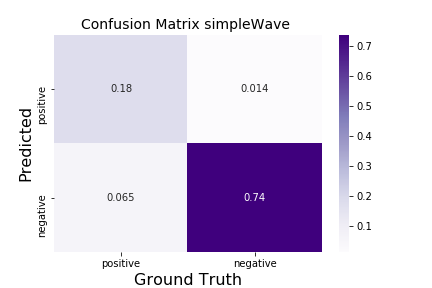 Confusion Matrix simpleWave
Predicted
positive
negative
0.18
0.014
0.065
0.74
positive
negative
Ground Truth
0.7
0.6
0.5
0.4
0.3
0.2
0.1